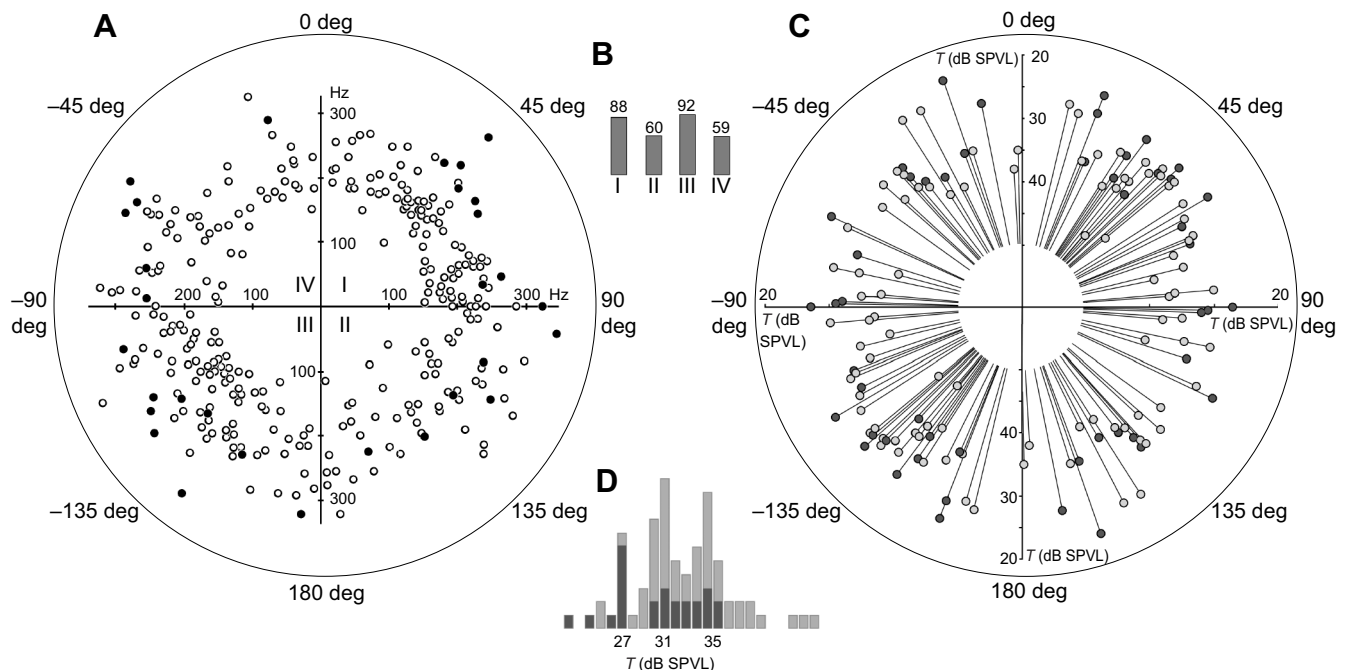 A
0 deg
–45 deg
45 deg
–90
deg
90
deg
–135 deg
135 deg
180 deg
Hz
300
100
200 100
100
300 Hz
IV I
III II
100
300
B
88
60
92
59
I II III IV
C
0 deg
–45 deg
45 deg
–90
deg
90
deg
–135 deg
135 deg
180 deg
T (dB SPVL)
20
30
40
20
T (dB
SPVL)
20
T (dB SPVL)
40
30
20
T (dB SPVL)
D
27 31 35
T (dB SPVL)